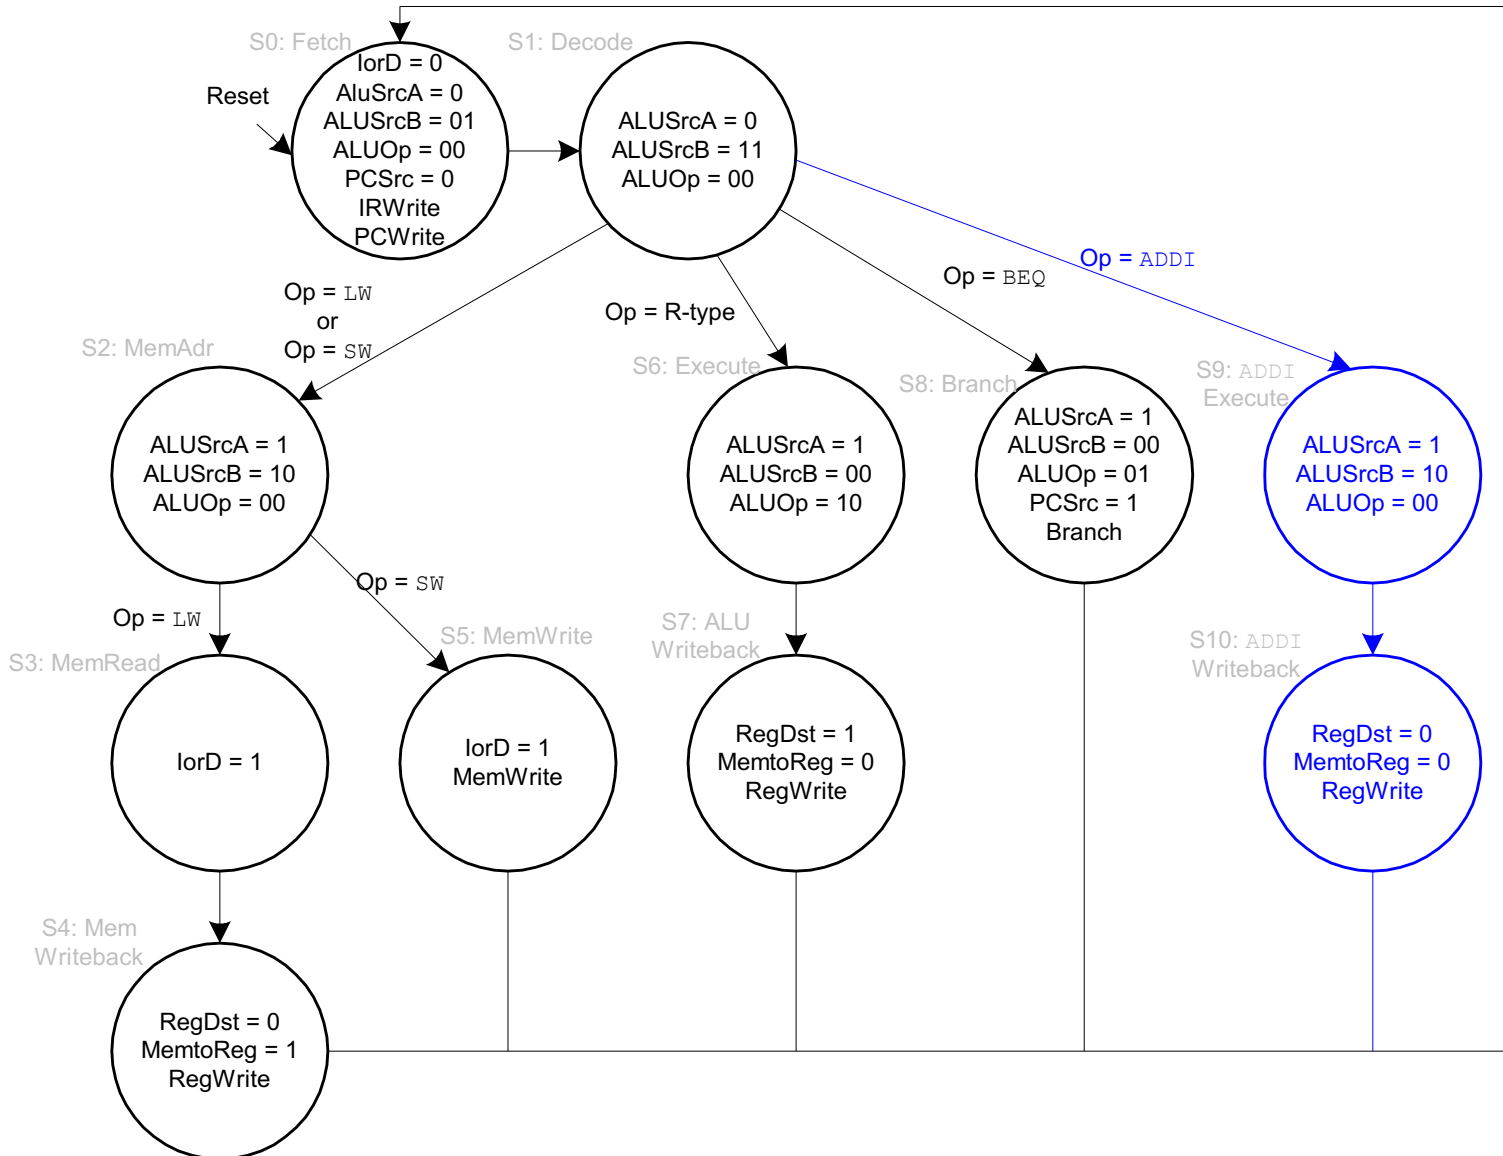 S0: Fetch
S1: Decode
Reset
IorD = 0
AluSrcA = 0
ALUSrcB = 01
ALUOp = 00
PCSrc = 0
IRWrite
PCWrite
ALUSrcA = 0
ALUSrcB = 11
ALUOp = 00
Op = LW
or
Op = SW
Op = R-type
Op = BEQ
Op = ADDI
S2: MemAdr
ALUSrcA = 1
ALUSrcB = 10
ALUOp = 00
S6: Execute
ALUSrcA = 1
ALUSrcB = 00
ALUOp = 10
S8: Branch
ALUSrcA = 1
ALUSrcB = 00
ALUOp = 01
PCSrc = 1
Branch
S9: ADDI
Execute
ALUSrcA = 1
ALUSrcB = 10
ALUOp = 00
Op = LW
Op = SW
S3: MemRead
IorD = 1
S5: MemWrite
IorD = 1
MemWrite
S7: ALU
Writeback
RegDst = 1
MemtoReg = 0
RegWrite
S10: ADDI
Writeback
RegDst = 0
MemtoReg = 0
RegWrite
S4: Mem
Writeback
RegDst = 0
MemtoReg = 1
RegWrite